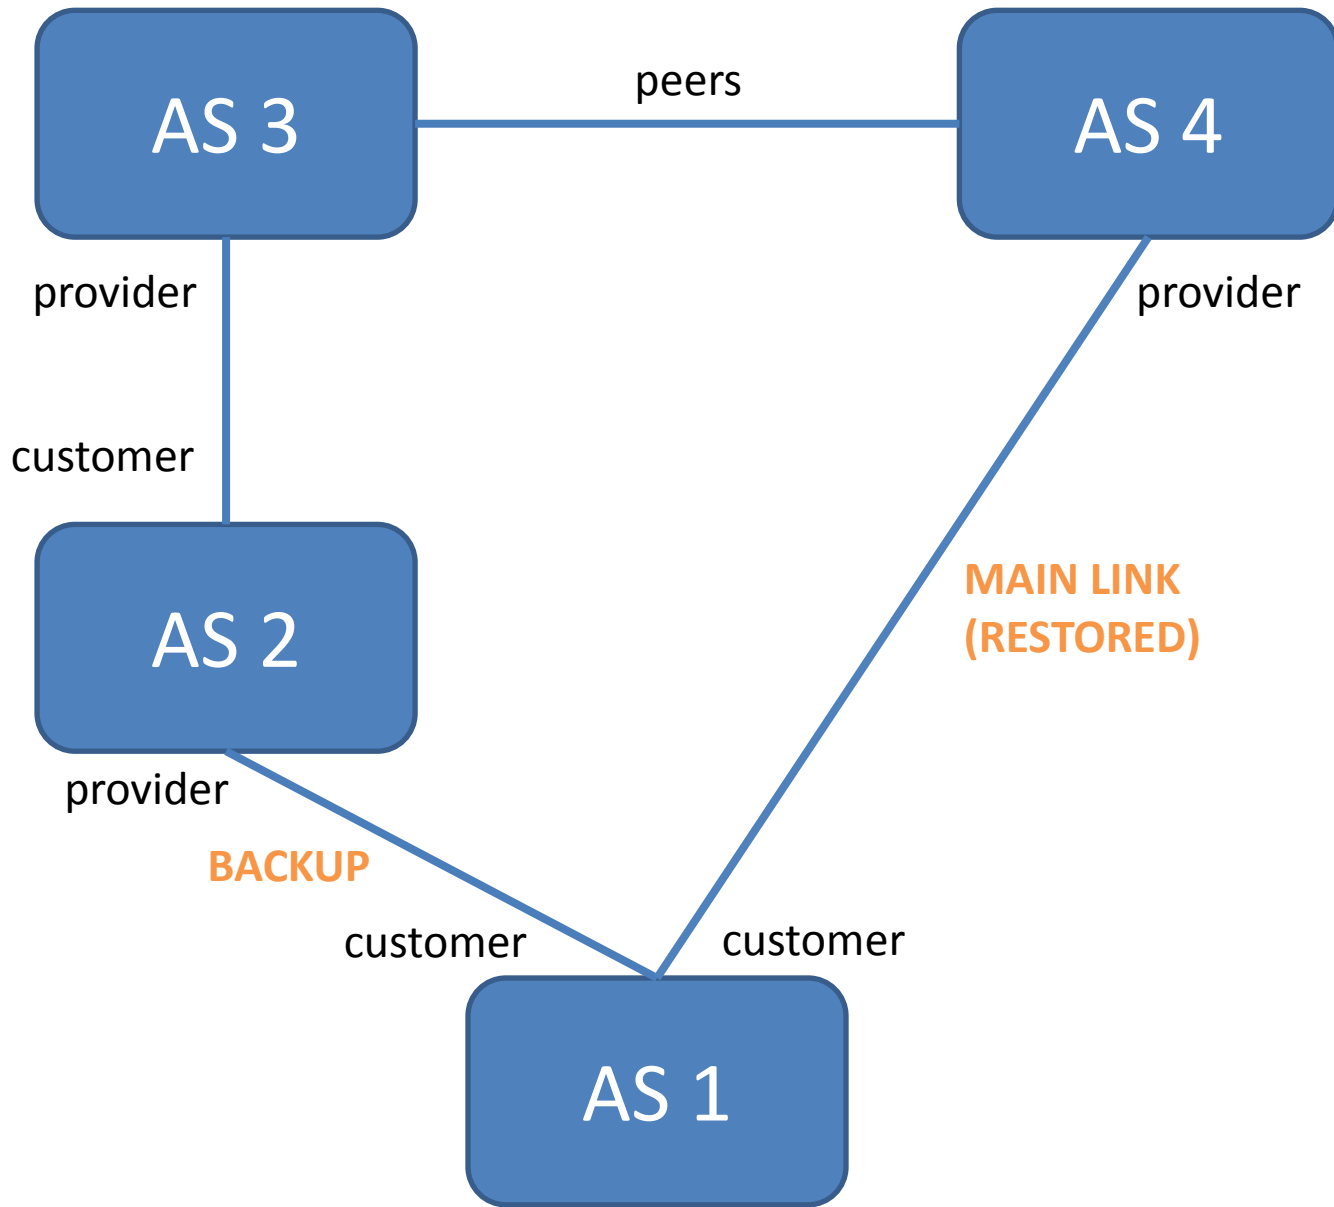 AS 3
peers
AS 4
provider
provider
customer
AS 2
MAIN LINK
(RESTORED)
provider
BACKUP
customer
customer
AS 1